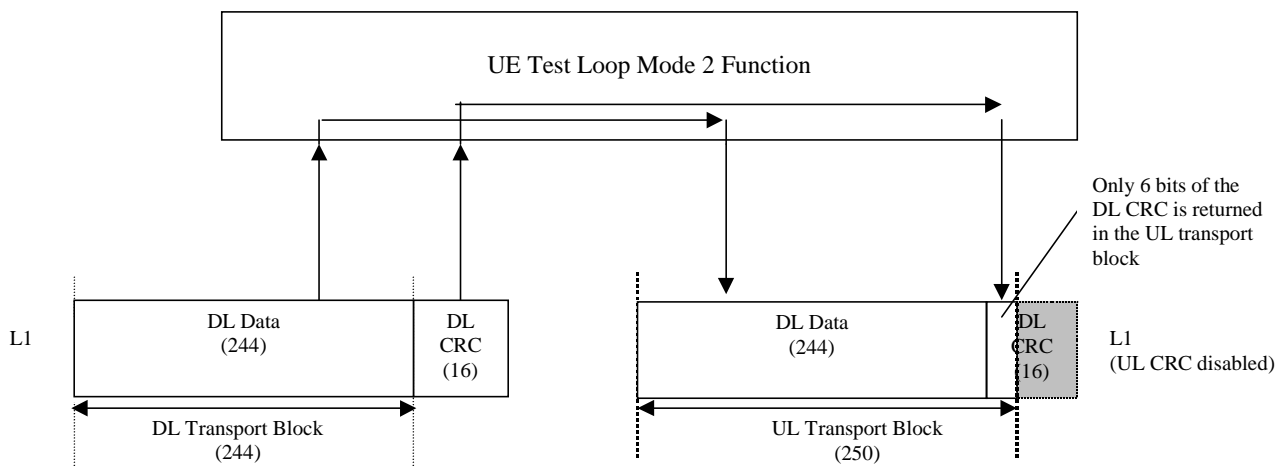 UE Test Loop Mode 2 Function
Only 6 bits of the
DL CRC is returned
in the UL transport
block
L1
DL Data
(244)
DL
CRC
(16)
DL Transport Block
(244)
DL Data
(244)
DL
CRC
(16)
UL Transport Block
(250)
L1
(UL CRC disabled)